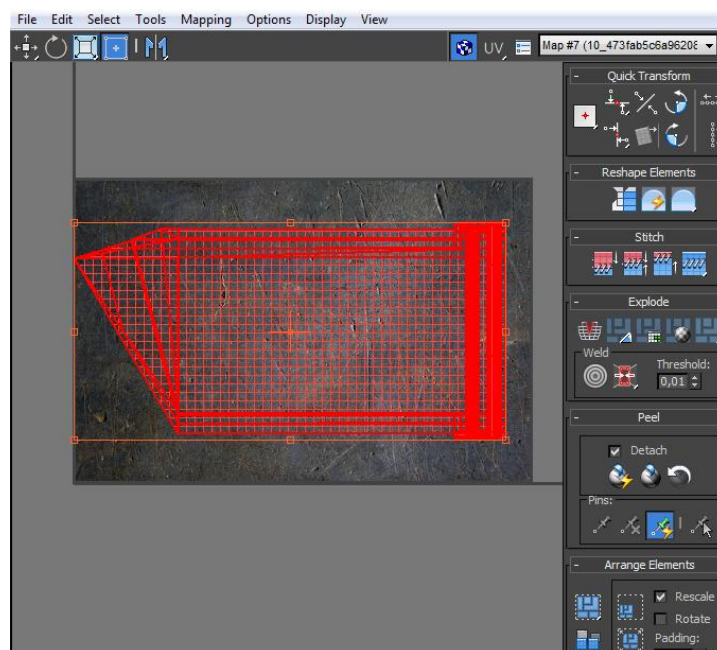 File Edit Select Tools Mapping Options Display View
UV
Map #7 (10_473fab5c6a96208
- Quick Transform
- Reshape Elements
- Stitch
- Explode
Weld
Threshold:
0,01
- Peel
Detach
Pins:
- Arrange Elements
Rescale
Rotate
Padding: